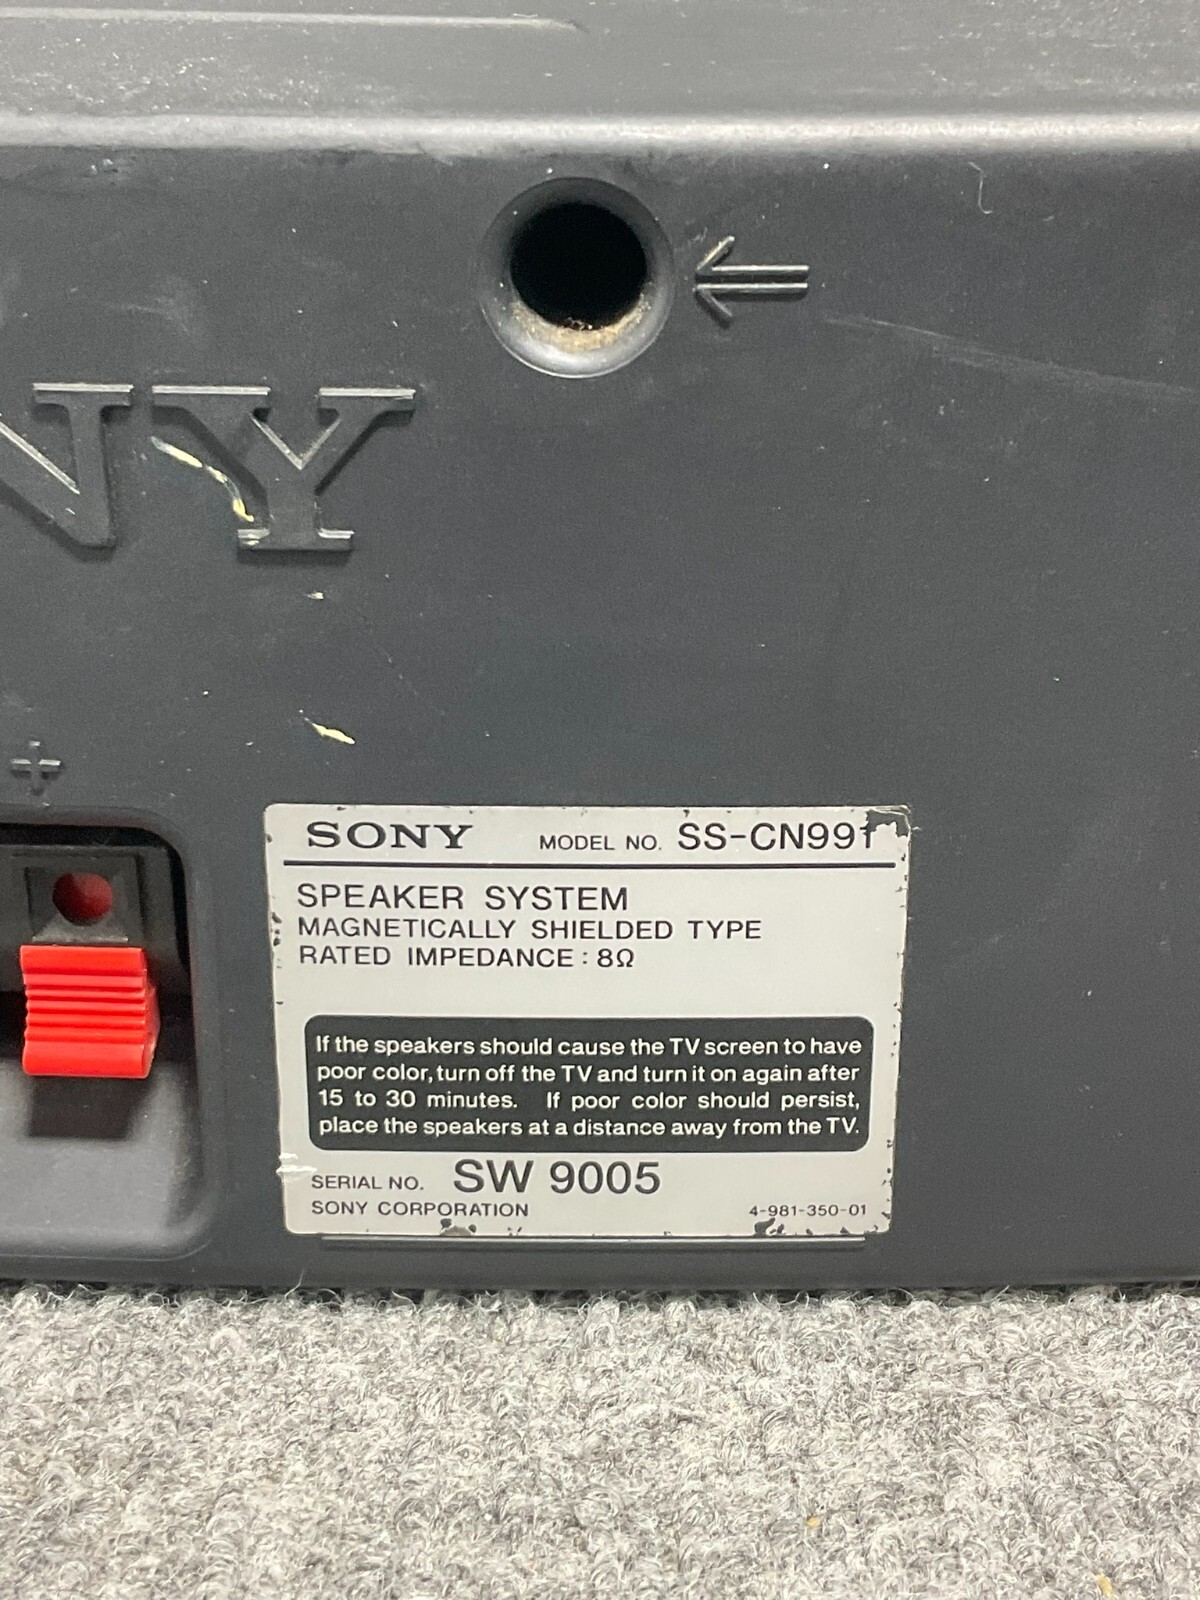 NY
+
SONY MODEL NO. SS-CN991
SPEAKER SYSTEM
MAGNETICALLY SHIELDED TYPE
RATED IMPEDANCE : 8Ω
If the speakers should cause the TV screen to have
poor color, turn off the TV and turn it on again after
15 to 30 minutes. If poor color should persist,
place the speakers at a distance away from the TV.
SERIAL NO. SW 9005
SONY CORPORATION 4-981-350-01